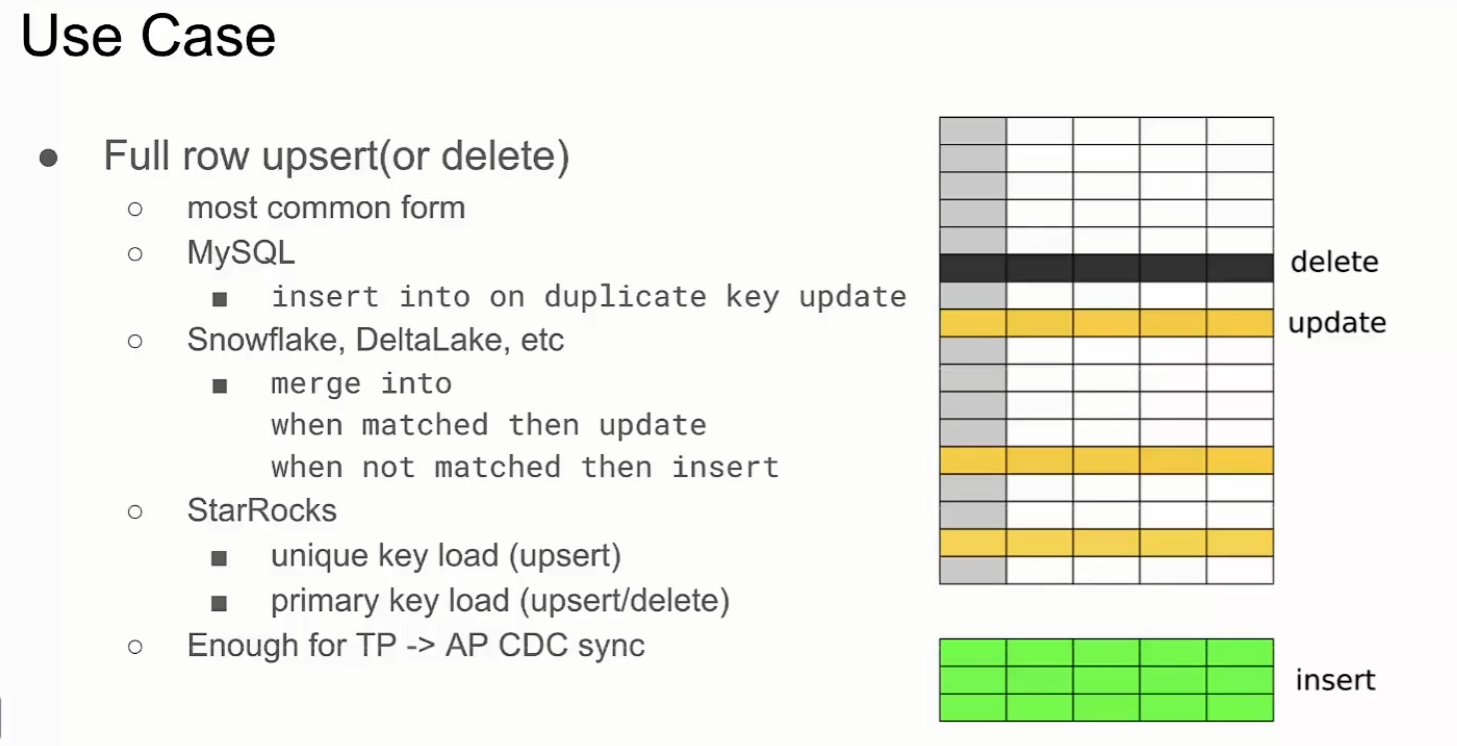 Use Case
● Full row upsert(or delete)
○ most common form
○ MySQL
■ insert into on duplicate key update
○ Snowflake, DeltaLake, etc
■ merge into
when matched then update
when not matched then insert
○ StarRocks
■ unique key load (upsert)
■ primary key load (upsert/delete)
○ Enough for TP -> AP CDC sync
delete
update
insert